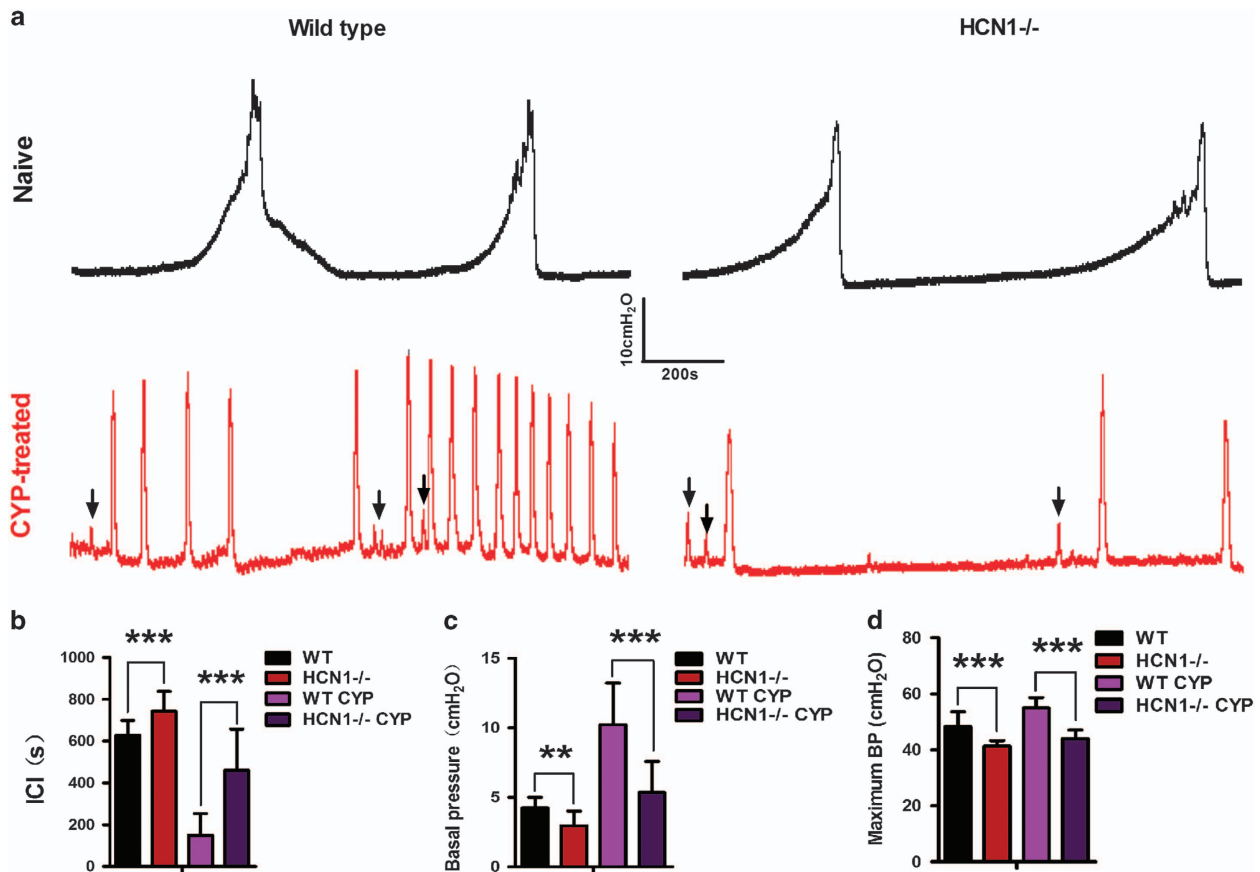 a
Wild type
HCN1-/-
Naive
10cmH₂O
200s
CYP-treated
b
***
***
1000
800
600
400
200
0
ICI (s)
WT
HCN1-/-
WT CYP
HCN1-/- CYP
c
**
***
15
10
5
0
Basal pressure (cmH₂O)
WT
HCN1-/-
WT CYP
HCN1-/- CYP
d
***
***
80
60
40
20
0
Maximum BP (cmH₂O)
WT
HCN1-/-
WT CYP
HCN1-/- CYP